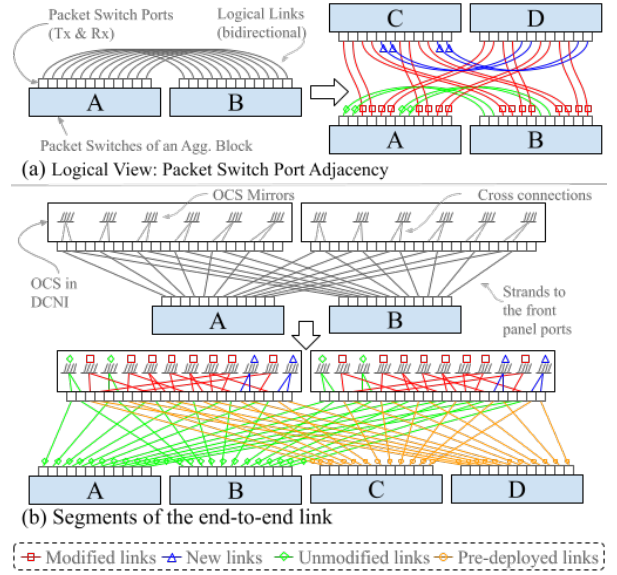 Packet Switch Ports
(Tx & Rx)
Logical Links
(bidirectional)
C
D
A
B
A
B
Packet Switches of an Agg. Block
(a) Logical View: Packet Switch Port Adjacency
OCS Mirrors
Cross connections
OCS in
DCNI
Strands to
the front
panel ports
A
B
A
B
C
D
(b) Segments of the end-to-end link
Modified links
New links
Unmodified links
Pre-deployed links